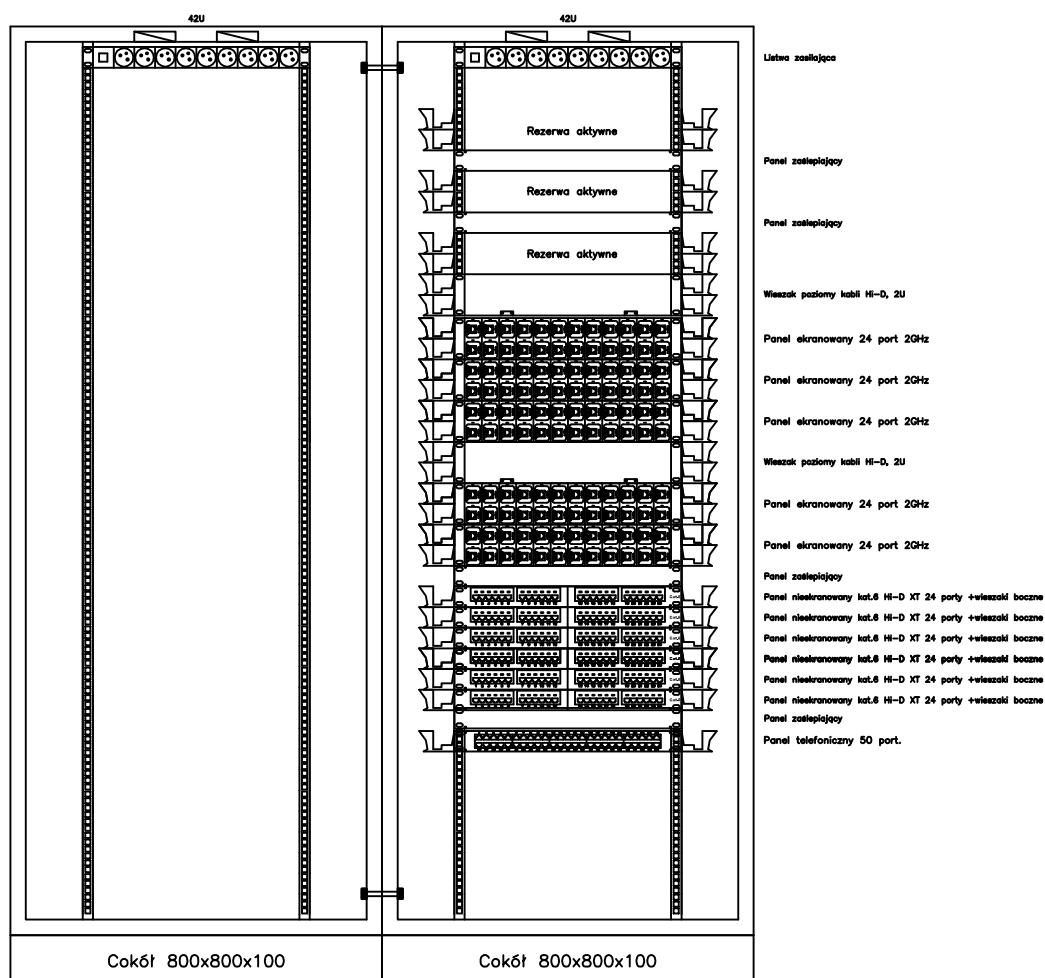 42U
42U
Listwa zasilająca
Rezerwa aktywne
Panel zaślepiający
Rezerwa aktywne
Panel zaślepiający
Rezerwa aktywne
Wieszak poziomy kabli Hi-D, 2U
Panel ekranowany 24 port 2GHz
Panel ekranowany 24 port 2GHz
Panel ekranowany 24 port 2GHz
Wieszak poziomy kabli Hi-D, 2U
Panel ekranowany 24 port 2GHz
Panel ekranowany 24 port 2GHz
Panel zaślepiający
Panel nieekranowany kat.6 Hi-D XT 24 porty +wieszaki boczne
Panel nieekranowany kat.6 Hi-D XT 24 porty +wieszaki boczne
Panel nieekranowany kat.6 Hi-D XT 24 porty +wieszaki boczne
Panel nieekranowany kat.6 Hi-D XT 24 porty +wieszaki boczne
Panel nieekranowany kat.6 Hi-D XT 24 porty +wieszaki boczne
Panel nieekranowany kat.6 Hi-D XT 24 porty +wieszaki boczne
Panel zaślepiający
Panel telefoniczny 50 port.
Cokół 800x800x100
Cokół 800x800x100